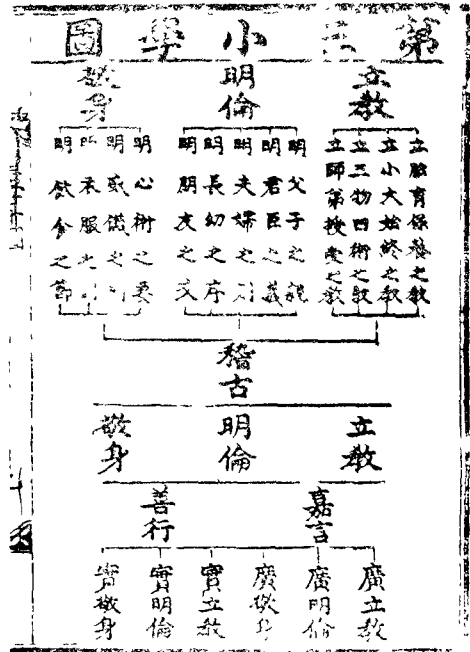 第三小學圖
立教
明倫
敬身
立胎育保養之教
立小大始終之教
立三物四術之教
立師弟授受之教
明父子之親
明君臣之義
明夫婦之別
明長幼之序
明朋友之交
明心術之要
明威儀之則
明衣服之制
明飲食之節
稽古
立教
明倫
敬身
嘉言
善行
廣立教
廣明倫
廣敬身
實立教
實明倫
實敬身